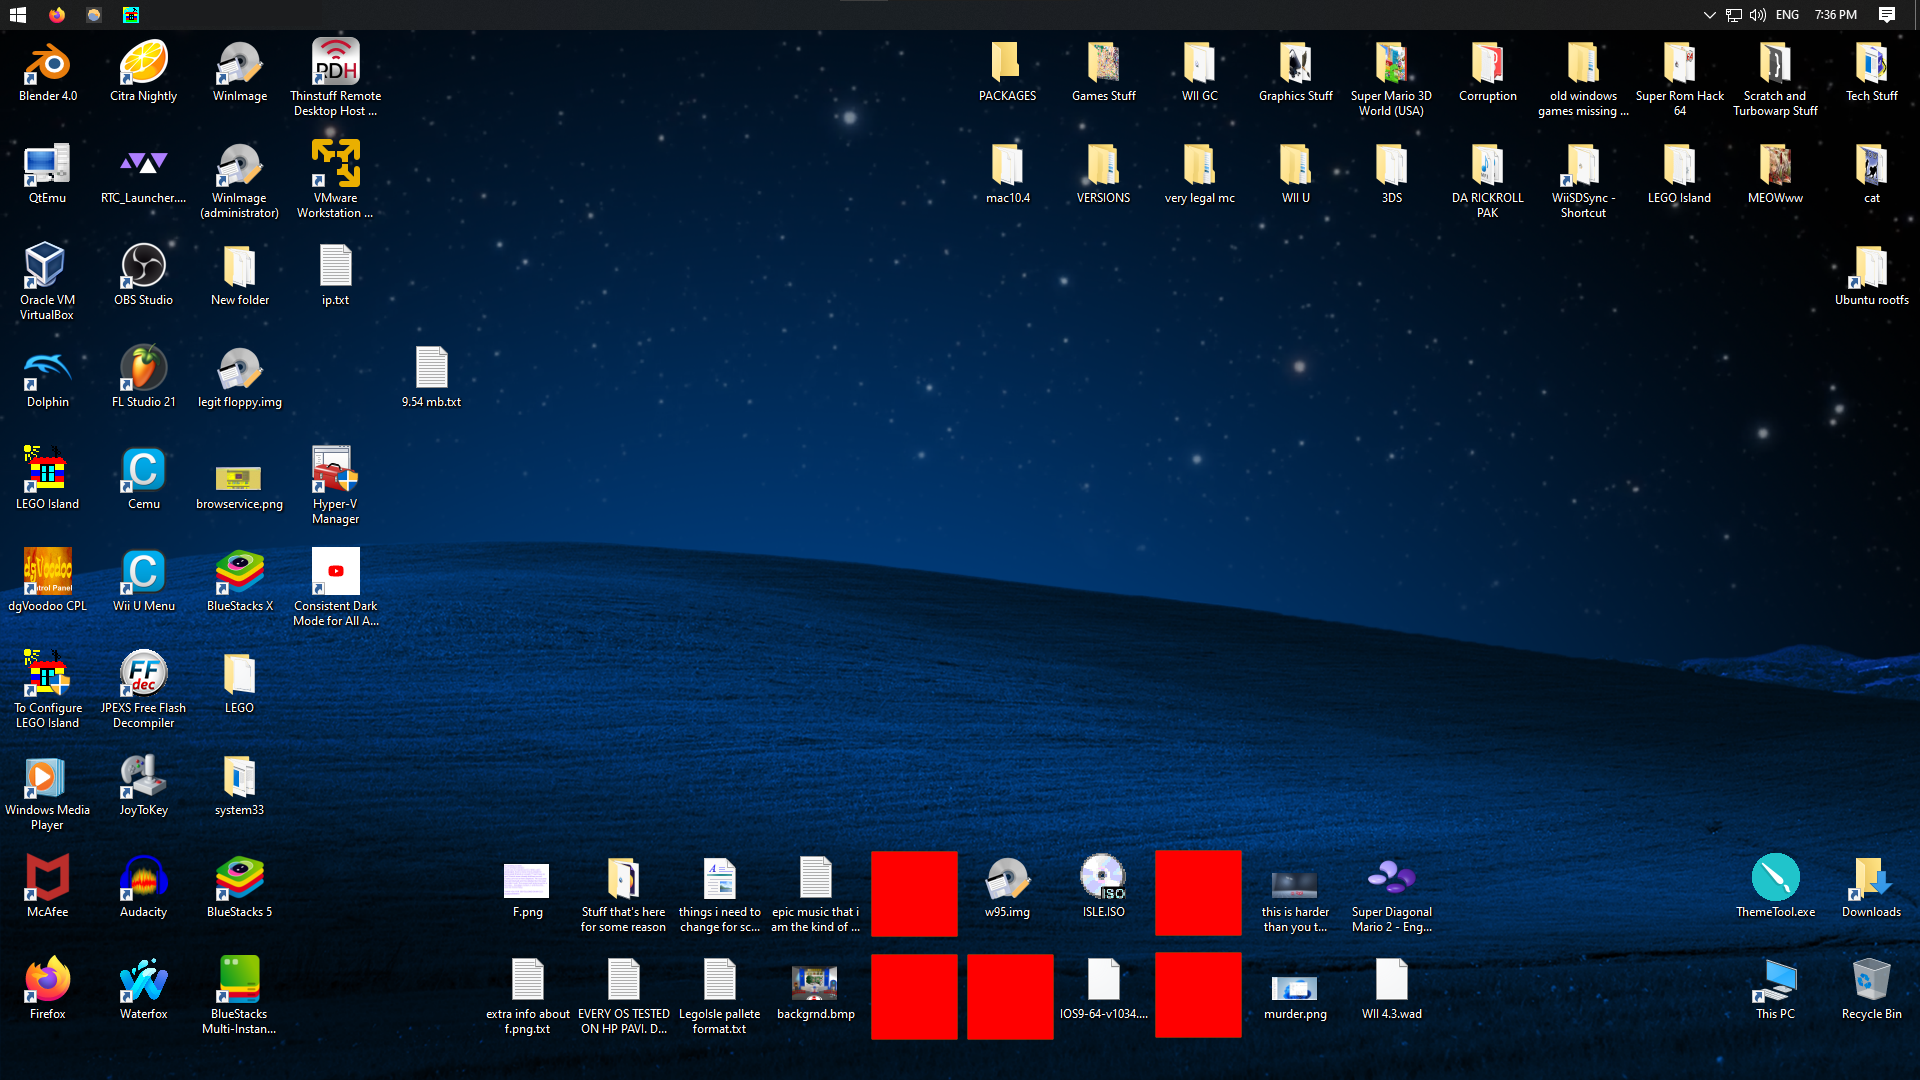 ENG 7:36 PM
Blender 4.0
Citra Nightly
WinImage
Thinstuff Remote
Desktop Host ...
PACKAGES
Games Stuff
WII GC
Graphics Stuff
Super Mario 3D
World (USA)
Corruption
old windows
games missing ...
Super Rom Hack
64
Scratch and
Turbowarp Stuff
Tech Stuff
QtEmu
RTC_Launcher....
WinImage
(administrator)
VMware
Workstation ...
mac10.4
VERSIONS
very legal mc
WII U
3DS
DA RICKROLL
PAK
WiiSDSync -
Shortcut
LEGO Island
MEOWww
cat
Oracle VM
VirtualBox
OBS Studio
New folder
ip.txt
Ubuntu rootfs
Dolphin
FL Studio 21
legit floppy.img
9.54 mb.txt
LEGO Island
Cemu
browservice.png
Hyper-V
Manager
dgVoodoo CPL
Wii U Menu
BlueStacks X
Consistent Dark
Mode for All A...
To Configure
LEGO Island
JPEXS Free Flash
Decompiler
LEGO
Windows Media
Player
JoyToKey
system33
McAfee
Audacity
BlueStacks 5
F.png
Stuff that's here
for some reason
things i need to
change for sc...
epic music that i
am the kind of ...
w95.img
ISLE.ISO
this is harder
than you t...
Super Diagonal
Mario 2 - Eng...
ThemeTool.exe
Downloads
Firefox
Waterfox
BlueStacks
Multi-Instan...
extra info about
f.png.txt
EVERY OS TESTED
ON HP PAVI. D...
LegoIsle pallete
format.txt
backgrnd.bmp
IOS9-64-v1034....
murder.png
WII 4.3.wad
This PC
Recycle Bin